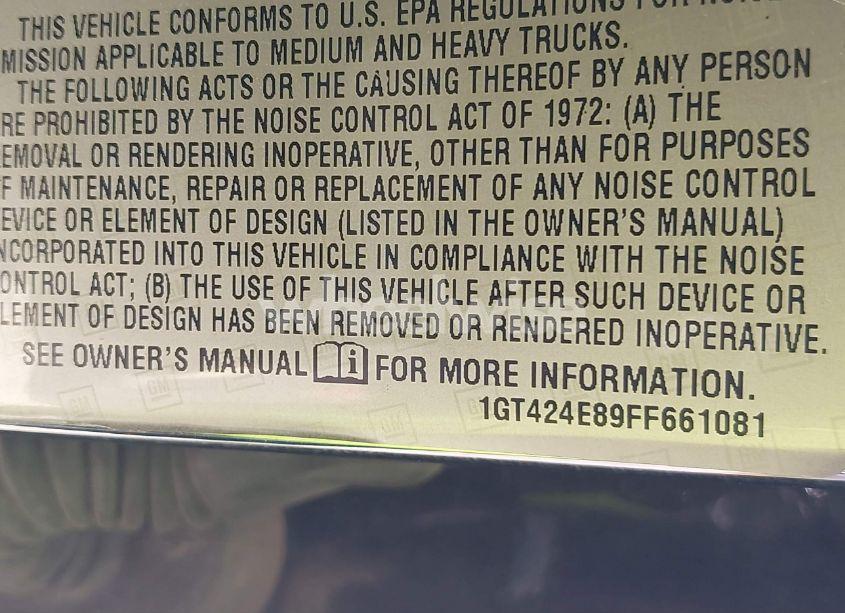 THIS VEHICLE CONFORMS TO U.S. EPA REGULATIONS FOR
MISSION APPLICABLE TO MEDIUM AND HEAVY TRUCKS.
THE FOLLOWING ACTS OR THE CAUSING THEREOF BY ANY PERSON
RE PROHIBITED BY THE NOISE CONTROL ACT OF 1972: (A) THE
EMOVAL OR RENDERING INOPERATIVE, OTHER THAN FOR PURPOSES
F MAINTENANCE, REPAIR OR REPLACEMENT OF ANY NOISE CONTROL
EVICE OR ELEMENT OF DESIGN (LISTED IN THE OWNER'S MANUAL)
NCORPORATED INTO THIS VEHICLE IN COMPLIANCE WITH THE NOISE
ONTROL ACT; (B) THE USE OF THIS VEHICLE AFTER SUCH DEVICE OR
LEMENT OF DESIGN HAS BEEN REMOVED OR RENDERED INOPERATIVE.
SEE OWNER'S MANUAL i FOR MORE INFORMATION.
1GT424E89FF661081